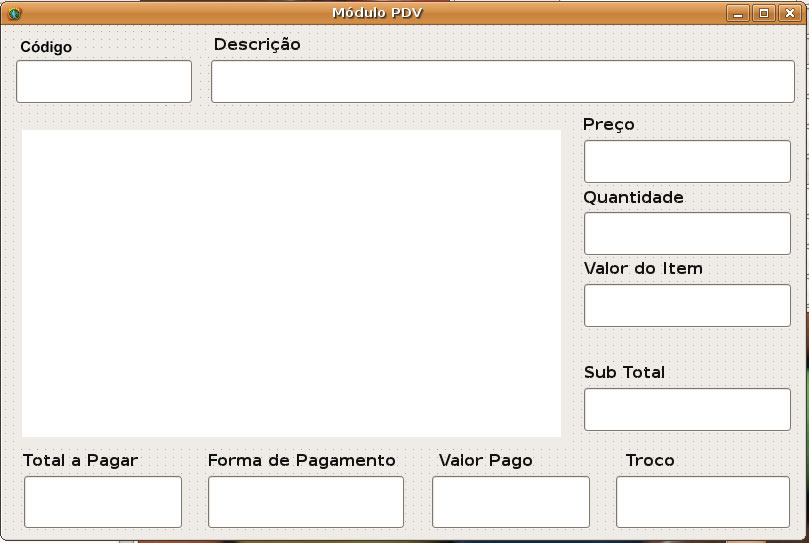 Módulo PDV
Código
Descrição
Preço
Quantidade
Valor do Item
Sub Total
Total a Pagar
Forma de Pagamento
Valor Pago
Troco